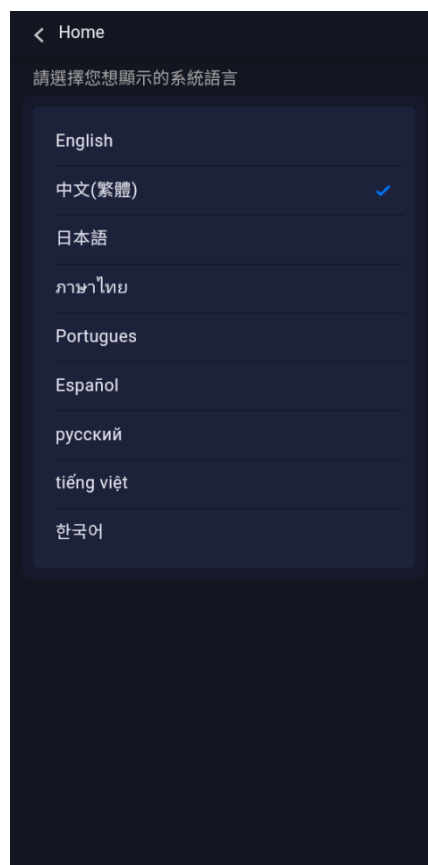 Home
請選擇您想顯示的系統語言
English
中文(繁體)
日本語
ภาษาไทย
Portugues
Español
русский
tiếng việt
한국어